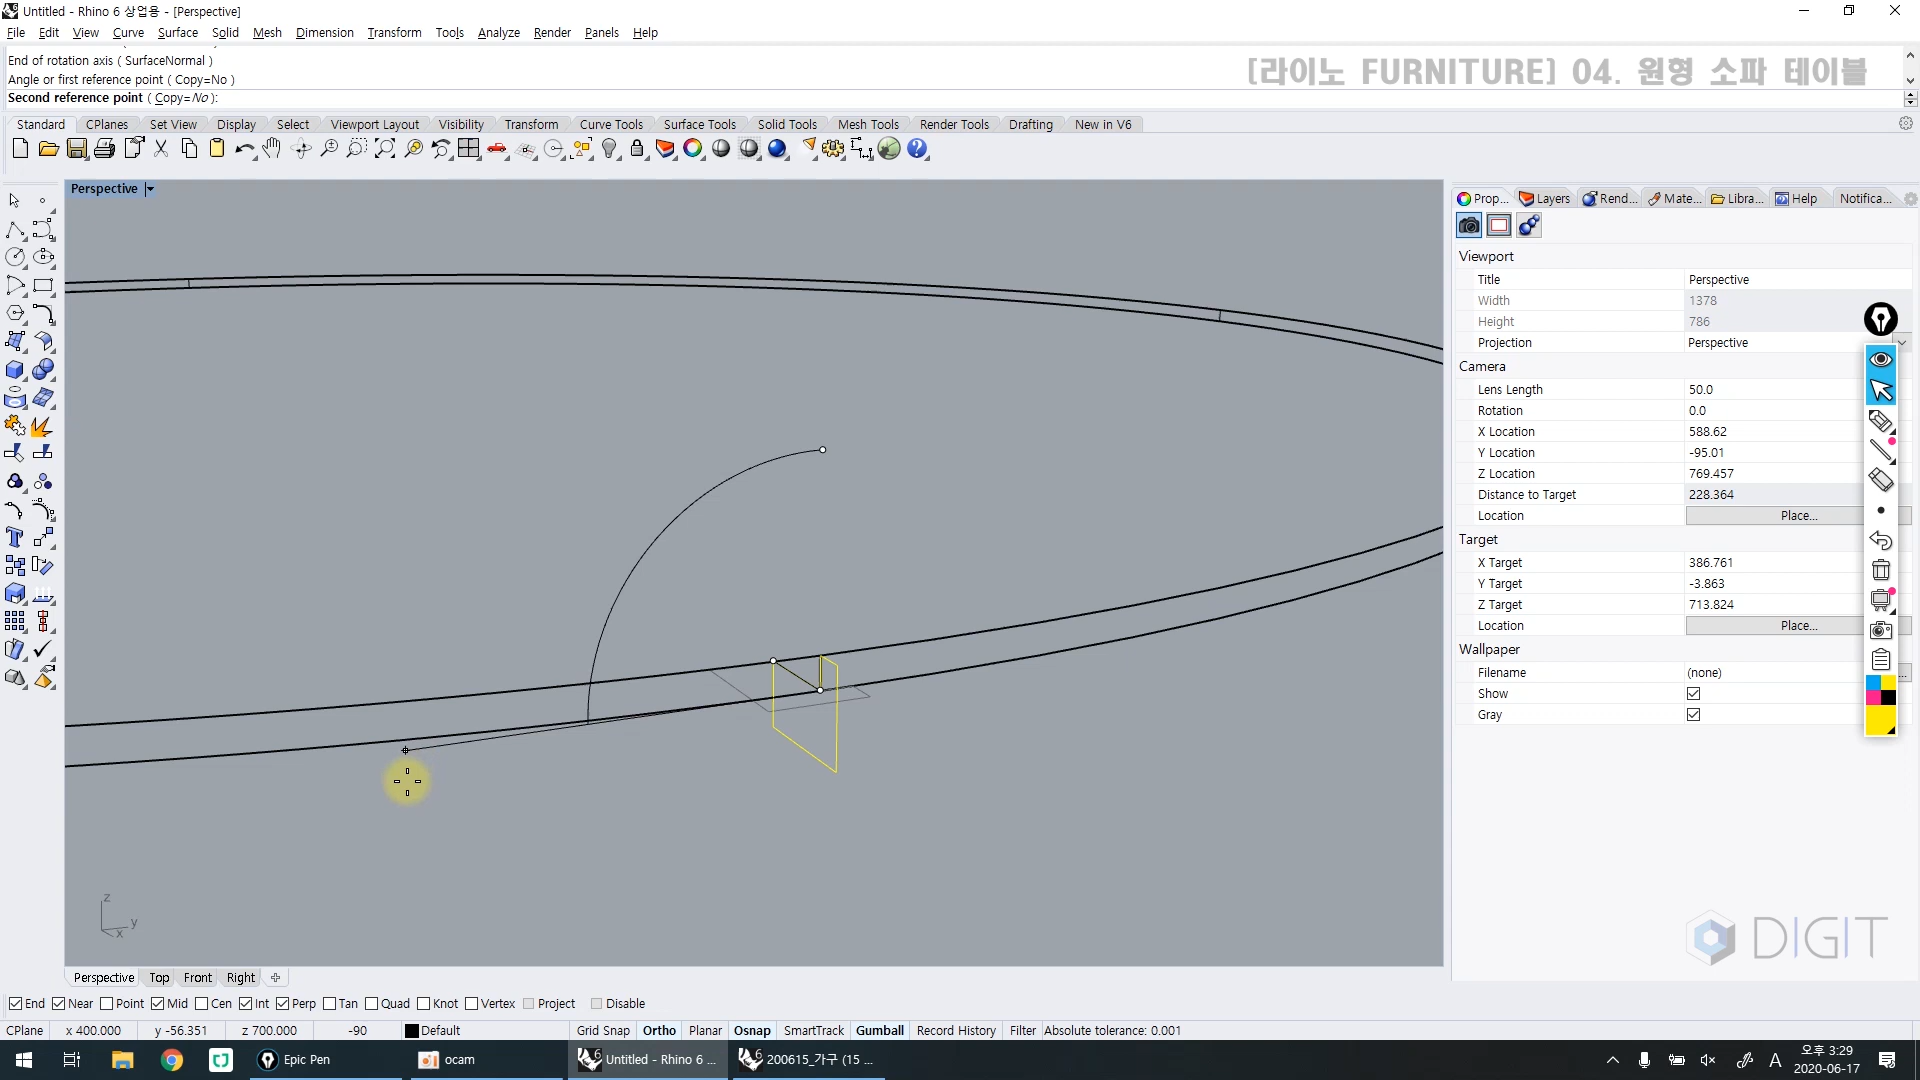 Untitled - Rhino 6 상업용 - [Perspective]
File Edit View Curve Surface Solid Mesh Dimension Transform Tools Analyze Render Panels Help
End of rotation axis ( SurfaceNormal )
Angle or first reference point ( Copy=No )
Second reference point ( Copy=No ):
[라이노 FURNITURE] 04. 원형 소파 테이블
Standard CPlanes Set View Display Select Viewport Layout Visibility Transform Curve Tools Surface Tools Solid Tools Mesh Tools Render Tools Drafting New in V6
Perspective
Prop... Layers Rend... Mate... Libra... Help Notifica...
Viewport
Title Perspective
Width 1378
Height 786
Projection Perspective
Camera
Lens Length 50.0
Rotation 0.0
X Location 588.62
Y Location -95.01
Z Location 769.457
Distance to Target 228.364
Location Place...
Target
X Target 386.761
Y Target -3.863
Z Target 713.824
Location Place...
Wallpaper
Filename (none)
Show
Gray
z
y
x
DIGIT
Perspective Top Front Right
End Near Point Mid Cen Int Perp Tan Quad Knot Vertex Project Disable
CPlane x 400.000 y -56.351 z 700.000 -90 Default Grid Snap Ortho Planar Osnap SmartTrack Gumball Record History Filter Absolute tolerance: 0.001
Epic Pen ocam Untitled - Rhino 6 ... 200615_가구 (15 ... A 오후 3:29
2020-06-17